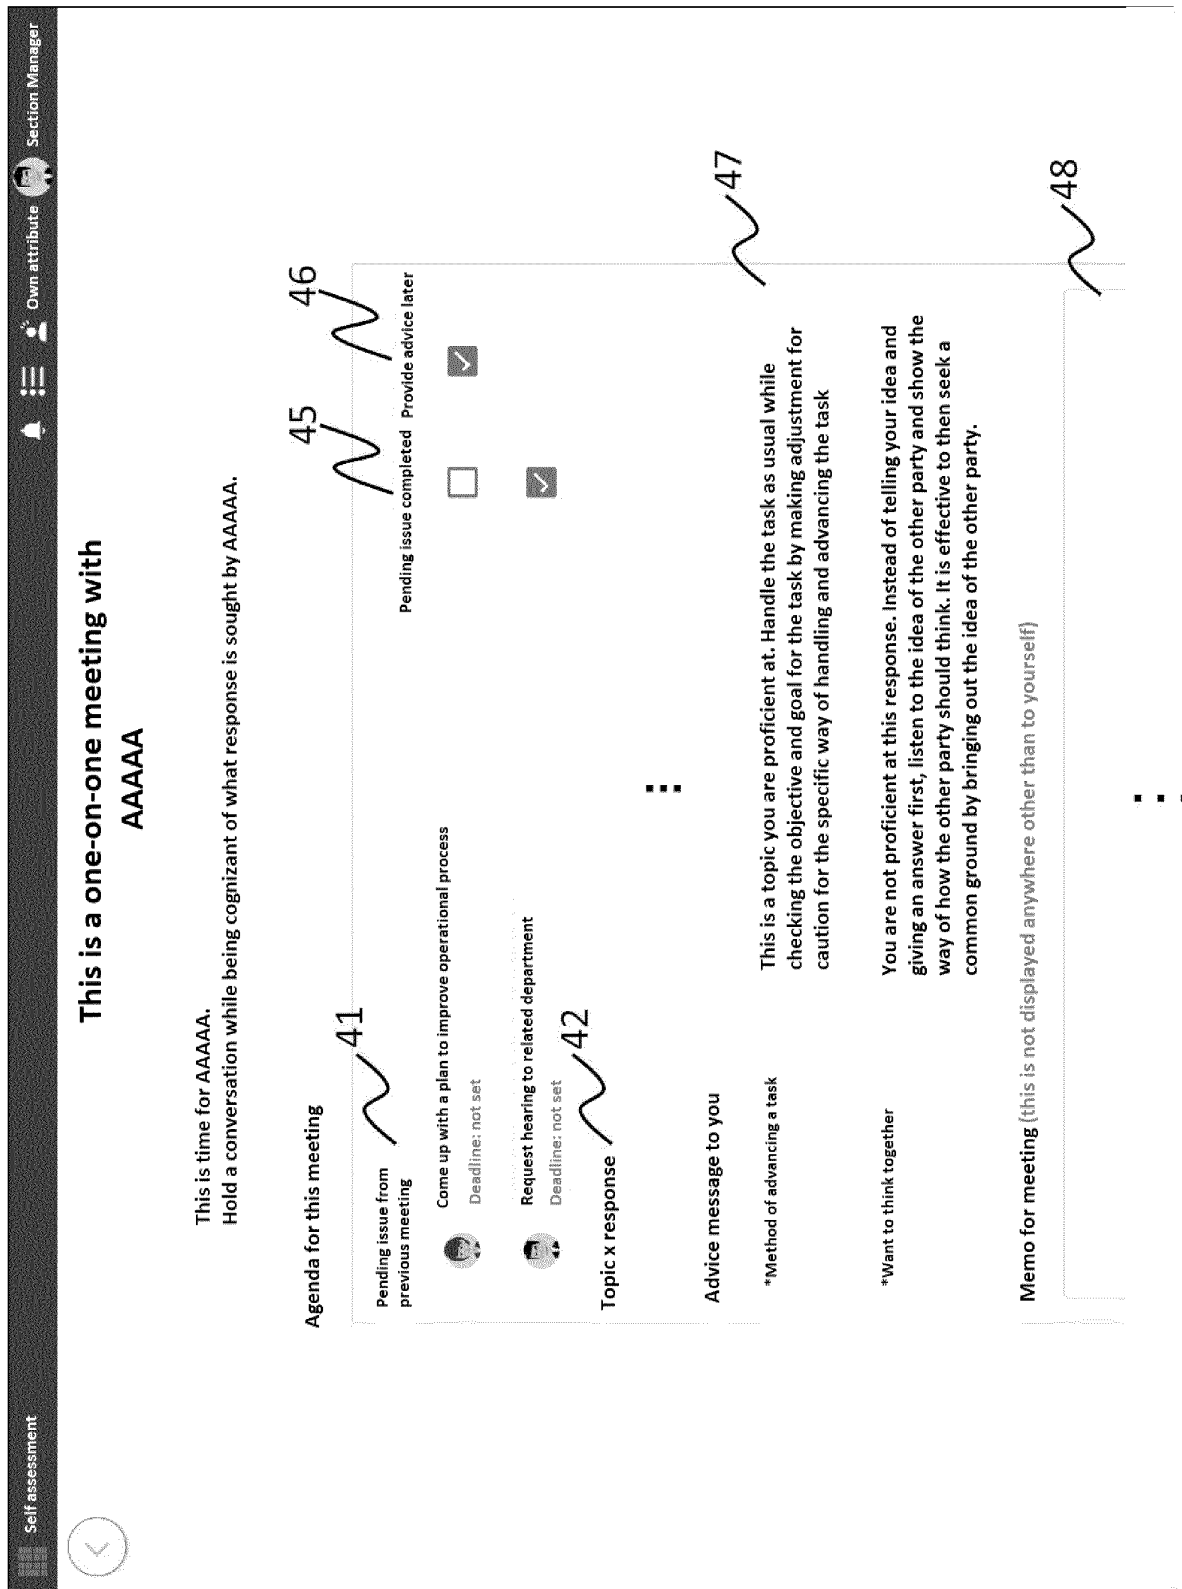 Self assessment
Own attribute
Section Manager
This is a one-on-one meeting with
AAAAA
This is time for AAAAA.
Hold a conversation while being cognizant of what response is sought by AAAAA.
Agenda for this meeting
45
46
41
Pending issue from
previous meeting
Pending issue completed
Provide advice later
Come up with a plan to improve operational process
Deadline: not set
Request hearing to related department
Deadline: not set
42
Topic x response
Advice message to you
47
*Method of advancing a task
This is a topic you are proficient at. Handle the task as usual while
checking the objective and goal for the task by making adjustment for
caution for the specific way of handling and advancing the task
*Want to think together
You are not proficient at this response. Instead of telling your idea and
giving an answer first, listen to the idea of the other party and show the
way of how the other party should think. It is effective to then seek a
common ground by bringing out the idea of the other party.
Memo for meeting (this is not displayed anywhere other than to yourself)
48